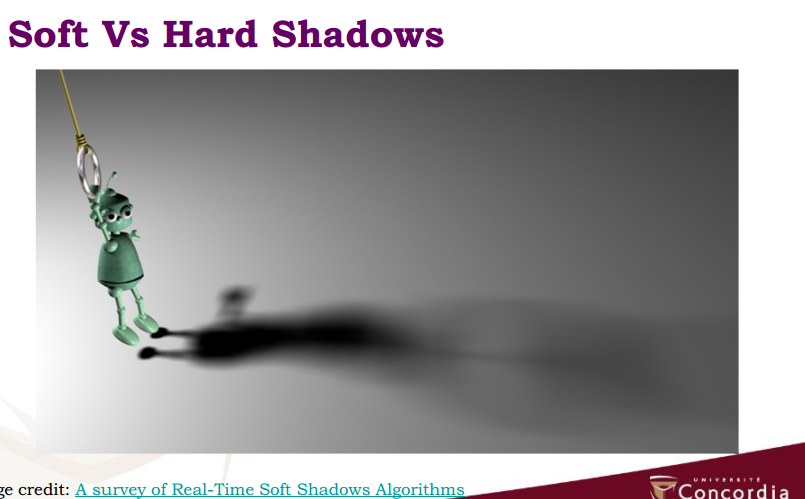 Soft Vs Hard Shadows
ge credit: A survey of Real-Time Soft Shadows Algorithms
UNIVERSITÉ
Concordia